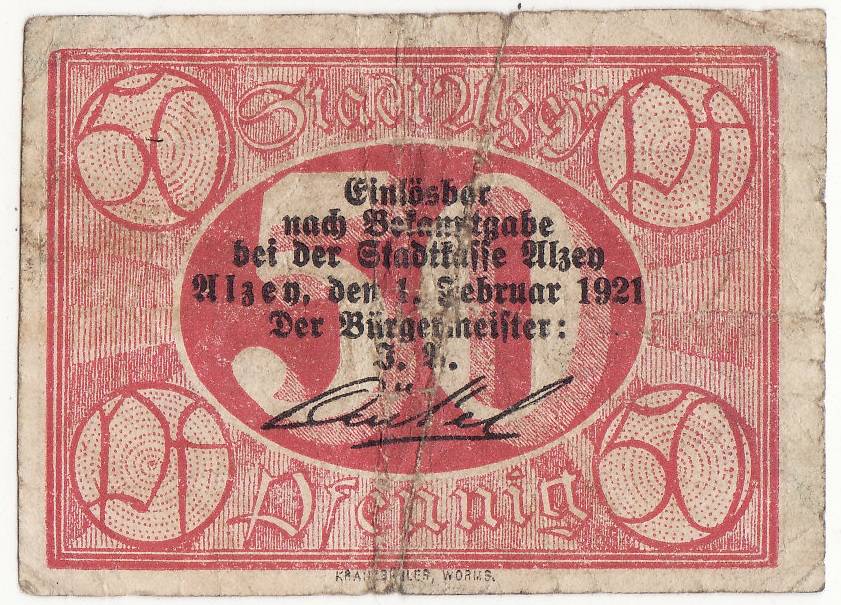 50 Stadt Alzey Pf
50
Einlösbar
nach Bekanntgabe
bei der Stadtkasse Alzey
Alzey, den 1. Februar 1921
Der Bürgermeister:
J. V.
Pf Pfennig 50
KRANZBÜHLER, WORMS.